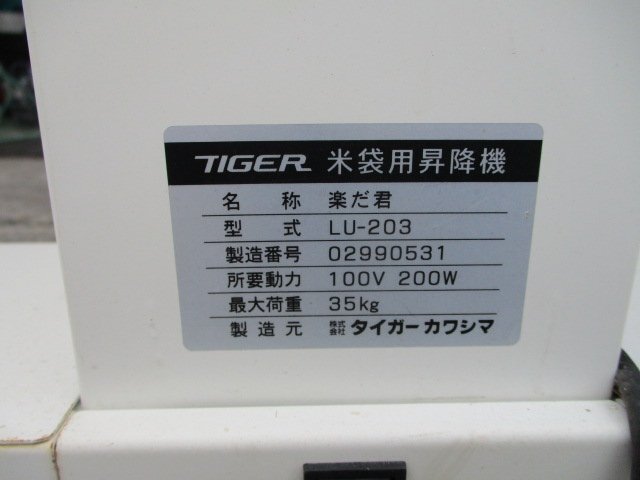 TIGER 米袋用昇降機
名称 楽だ君
型式 LU-203
製造番号 02990531
所要動力 100V 200W
最大荷重 35kg
製造元 株式会社 タイガーカワシマ